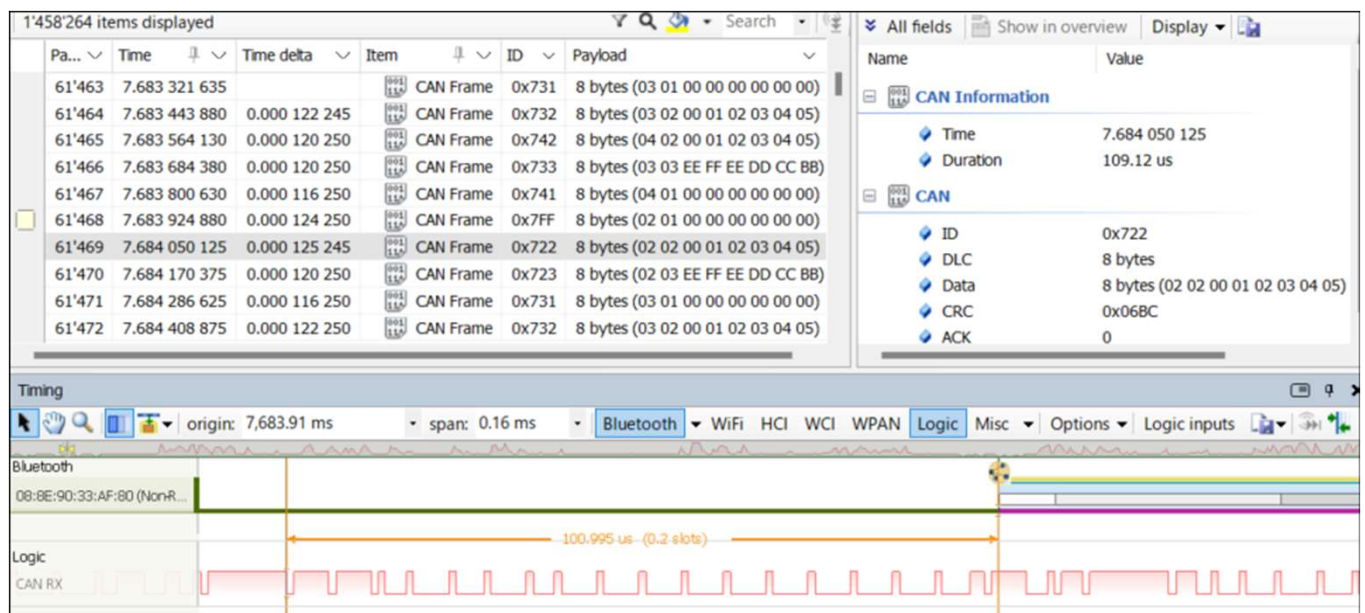 1'458'264 items displayed Search
Pa... Time Time delta Item ID Payload
61'463 7.683 321 635 CAN Frame 0x731 8 bytes (03 01 00 00 00 00 00 00)
61'464 7.683 443 880 0.000 122 245 CAN Frame 0x732 8 bytes (03 02 00 01 02 03 04 05)
61'465 7.683 564 130 0.000 120 250 CAN Frame 0x742 8 bytes (04 02 00 01 02 03 04 05)
61'466 7.683 684 380 0.000 120 250 CAN Frame 0x733 8 bytes (03 03 EE FF EE DD CC BB)
61'467 7.683 800 630 0.000 116 250 CAN Frame 0x741 8 bytes (04 01 00 00 00 00 00 00)
61'468 7.683 924 880 0.000 124 250 CAN Frame 0x7FF 8 bytes (02 01 00 00 00 00 00 00)
61'469 7.684 050 125 0.000 125 245 CAN Frame 0x722 8 bytes (02 02 00 01 02 03 04 05)
61'470 7.684 170 375 0.000 120 250 CAN Frame 0x723 8 bytes (02 03 EE FF EE DD CC BB)
61'471 7.684 286 625 0.000 116 250 CAN Frame 0x731 8 bytes (03 01 00 00 00 00 00 00)
61'472 7.684 408 875 0.000 122 250 CAN Frame 0x732 8 bytes (03 02 00 01 02 03 04 05)
All fields Show in overview Display
Name Value
CAN Information
Time 7.684 050 125
Duration 109.12 us
CAN
ID 0x722
DLC 8 bytes
Data 8 bytes (02 02 00 01 02 03 04 05)
CRC 0x06BC
ACK 0
Timing
origin: 7,683.91 ms span: 0.16 ms Bluetooth WiFi HCI WCI WPAN Logic Misc Options Logic inputs
Bluetooth
08:8E:90:33:AF:80 (Non-R...
100.995 us (0.2 slots)
Logic
CAN RX